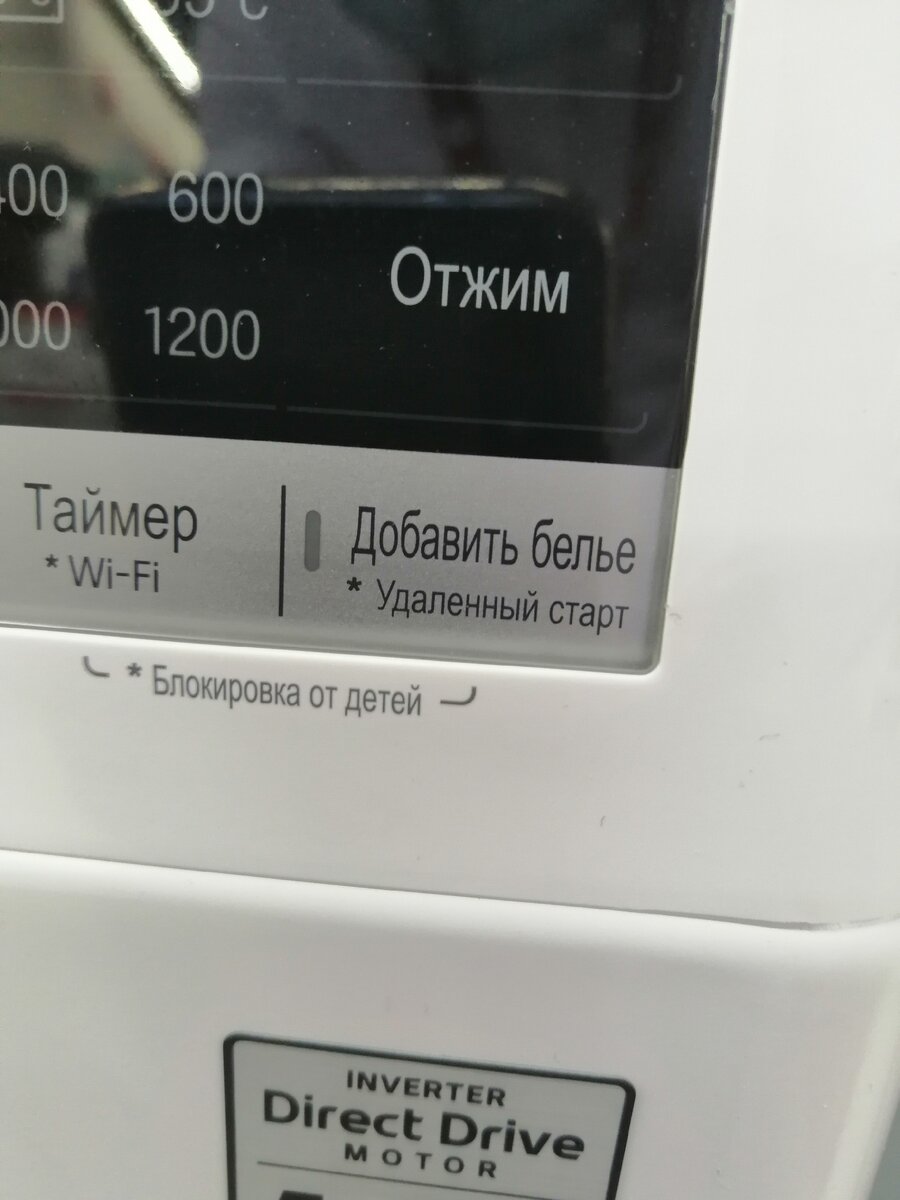 600
Отжим
1200
Таймер
* Wi-Fi
Добавить белье
* Удаленный старт
* Блокировка от детей
INVERTER
Direct Drive
MOTOR